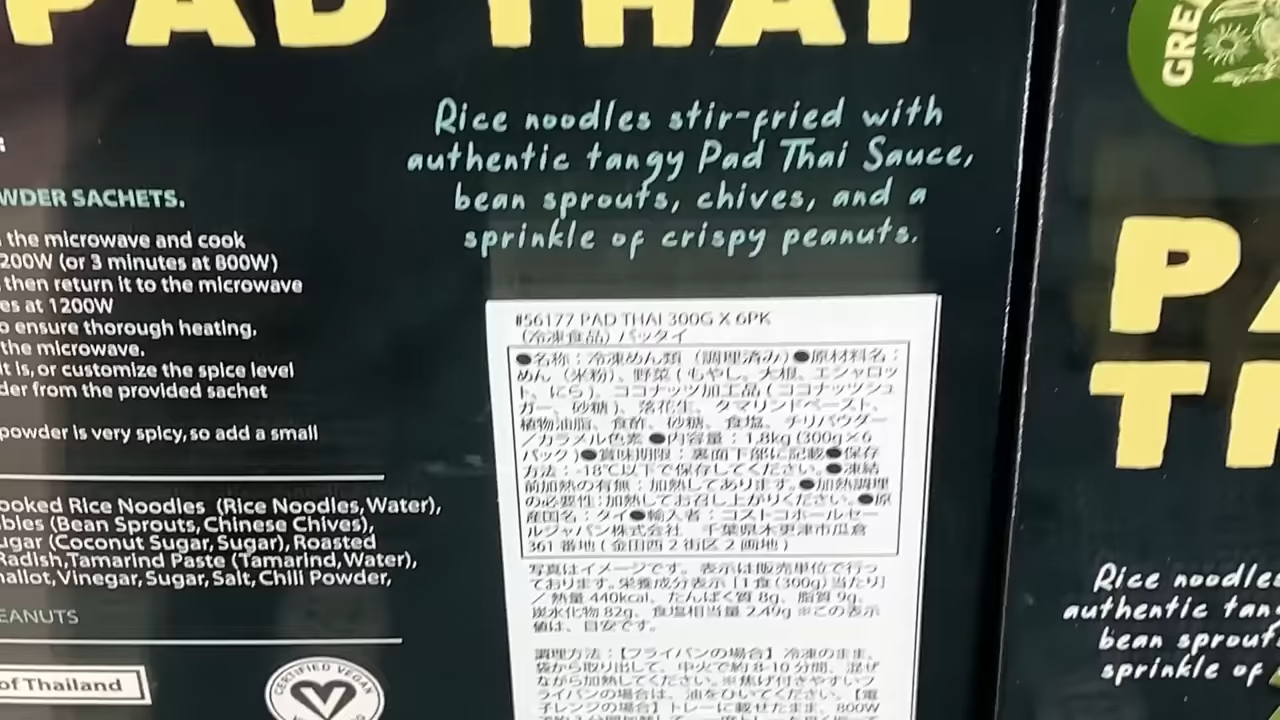 PAD THAI
Rice noodles stir-fried with
authentic tangy Pad Thai Sauce,
bean sprouts, chives, and a
sprinkle of crispy peanuts.
WDER SACHETS.
the microwave and cook
200W (or 3 minutes at 800W)
then return it to the microwave
es at 1200W
o ensure thorough heating,
the microwave.
it is, or customize the spice level
der from the provided sachet
powder is very spicy, so add a small
ooked Rice Noodles (Rice Noodles, Water),
bles (Bean Sprouts, Chinese Chives),
ugar (Coconut Sugar, Sugar), Roasted
Radish, Tamarind Paste (Tamarind, Water),
hallot, Vinegar, Sugar, Salt, Chili Powder,
EANUTS
of Thailand
CERTIFIED VEGAN
#56177 PAD THAI 300G X 6PK
(冷凍食品) パッタイ
●名称：冷凍めん類（調理済み）●原材料名：
めん（米粉）、野菜（もやし、大根、エシャロッ
ト、にら）、ココナッツ加工品（ココナッツシュ
ガー、砂糖）、落花生、タマリンドペースト、
植物油脂、食酢、砂糖、食塩、チリパウダー
／カラメル色素 ●内容量：1.8kg (300g×6
パック）●賞味期限：裏面下部に記載●保存
方法：-18℃以下で保存してください。●凍結
前加熱の有無：加熱してあります。●加熱調理
の必要性:加熱してお召し上がりください。●原
産国名：タイ●輸入者：コストコホールセー
ルジャパン株式会社 千葉県木更津市瓜倉
361 番地 ( 金田西 2 街区 2 画地 )
写真はイメージです。表示は販売単位で行っ
ております。栄養成分表示 [1食 (300g) 当たり]
／ 熱量 440kcal、たんぱく質 8g、脂質 9g、
炭水化物 82g、食塩相当量 2.49g ※この表示
値は、目安です。
調理方法：【フライパンの場合】冷凍のまま、
袋から取り出して、中火で約 8-10 分間、混ぜ
ながら加熱してください。※焦げ付きやすいフ
ライパンの場合は、油をひいてください。【電
子レンジの場合】トレーに載せたまま、800W
GREA
PA
TH
Rice noodles
authentic tan
bean sprout
sprinkle of